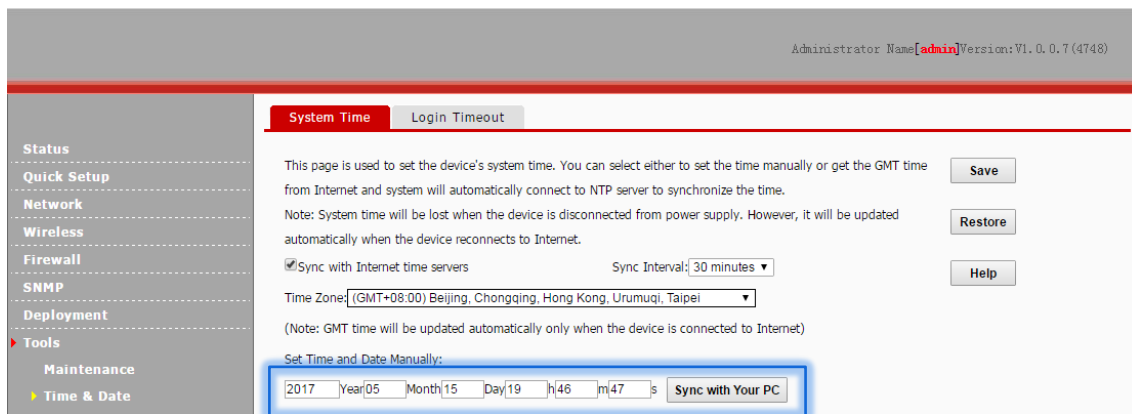 Administrator Name[admin]Version:V1.0.0.7(4748)
System Time
Login Timeout
Status
Quick Setup
Network
Wireless
Firewall
SNMP
Deployment
Tools
Maintenance
Time & Date
This page is used to set the device's system time. You can select either to set the time manually or get the GMT time
from Internet and system will automatically connect to NTP server to synchronize the time.
Note: System time will be lost when the device is disconnected from power supply. However, it will be updated
automatically when the device reconnects to Internet.
Sync with Internet time servers Sync Interval: 30 minutes
Time Zone: (GMT+08:00) Beijing, Chongqing, Hong Kong, Urumuqi, Taipei
(Note: GMT time will be updated automatically only when the device is connected to Internet)
Set Time and Date Manually:
2017 Year 05 Month 15 Day 19 h 46 m 47 s Sync with Your PC
Save
Restore
Help